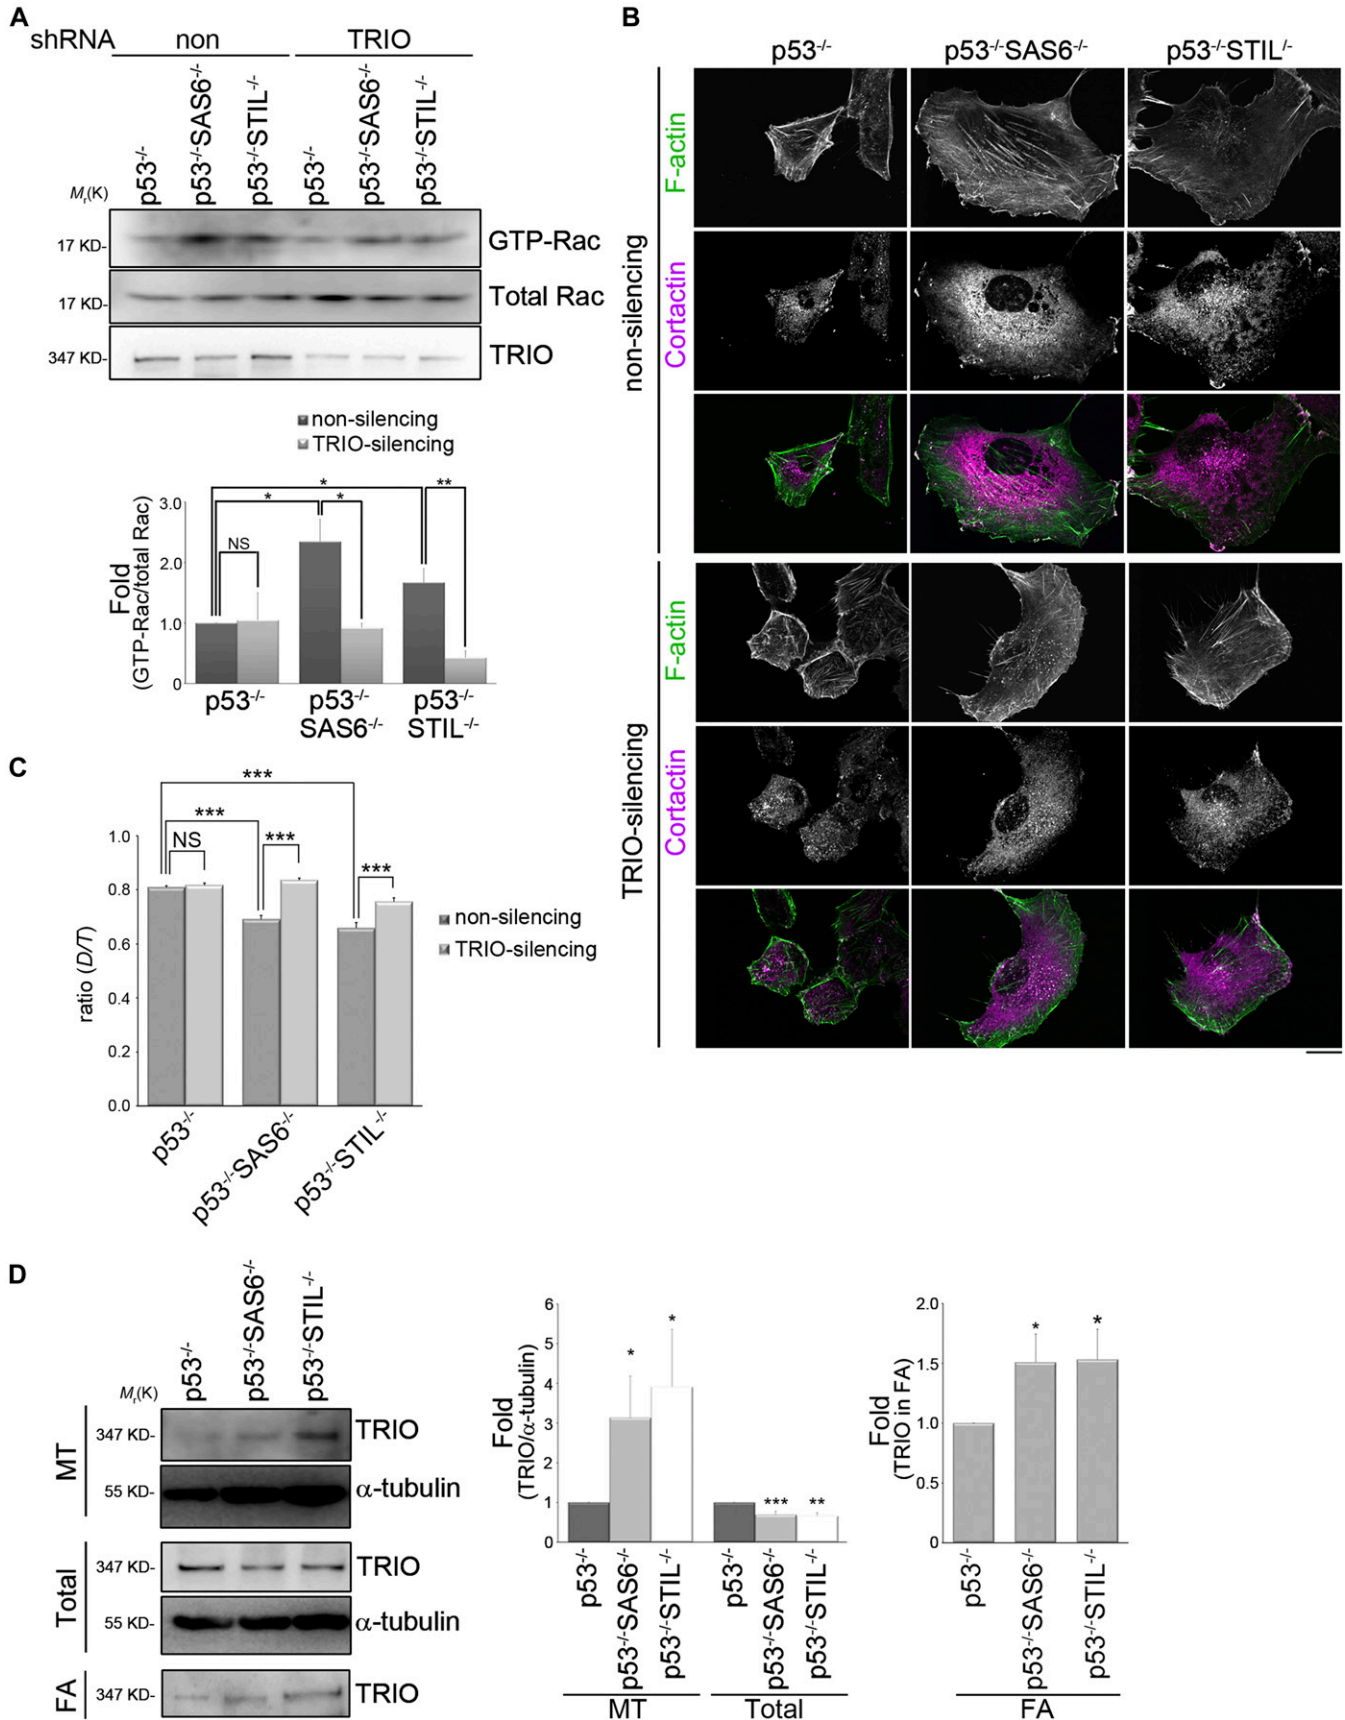 A
shRNA non TRIO
p53-/-
p53-/-SAS6-/-
p53-/-STIL-/-
p53-/-
p53-/-SAS6-/-
p53-/-STIL-/-
Mr(K)
17 KD- GTP-Rac
17 KD- Total Rac
347 KD- TRIO
non-silencing
TRIO-silencing
Fold
(GTP-Rac/total Rac)
3.0
2.0
1.0
0
NS
*
*
*
**
p53-/- p53-/- p53-/-
SAS6-/- STIL-/-
B
p53-/- p53-/-SAS6-/- p53-/-STIL/-
non-silencing
F-actin
Cortactin
TRIO-silencing
F-actin
Cortactin
C
***
***
***
NS
***
ratio (D/T)
1.0
0.8
0.6
0.4
0.2
0.0
non-silencing
TRIO-silencing
p53-/-
p53-/-SAS6-/-
p53-/-STIL-/-
D
p53-/-
p53-/-SAS6-/-
p53-/-STIL-/-
Mr(K)
MT
347 KD- TRIO
55 KD- α-tubulin
Total
347 KD- TRIO
55 KD- α-tubulin
FA
347 KD- TRIO
Fold
(TRIO/α-tubulin)
6
5
4
3
2
1
0
*
*
***
**
p53-/-
p53-/-SAS6-/-
p53-/-STIL-/-
p53-/-
p53-/-SAS6-/-
p53-/-STIL-/-
MT Total
Fold
(TRIO in FA)
2.0
1.5
1.0
0.5
0
*
*
p53-/-
p53-/-SAS6-/-
p53-/-STIL-/-
FA